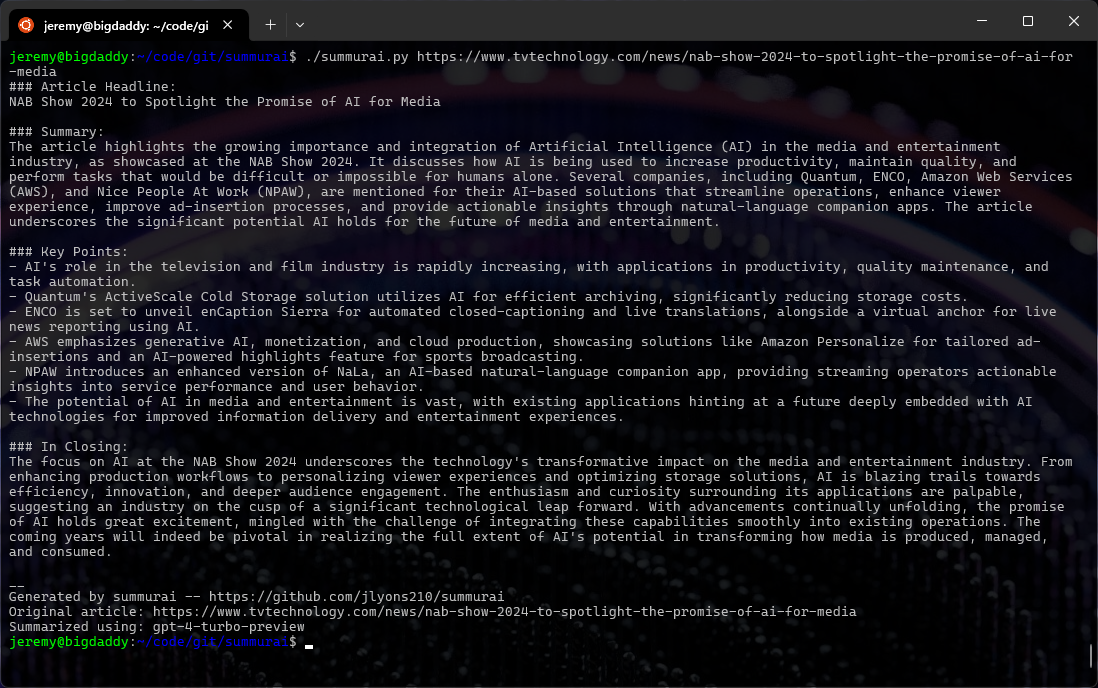 jeremy@bigdaddy: ~/code/gi
jeremy@bigdaddy:~/code/git/summurai$ ./summurai.py https://www.tvtechnology.com/news/nab-show-2024-to-spotlight-the-promise-of-ai-for
-media
### Article Headline:
NAB Show 2024 to Spotlight the Promise of AI for Media
### Summary:
The article highlights the growing importance and integration of Artificial Intelligence (AI) in the media and entertainment
industry, as showcased at the NAB Show 2024. It discusses how AI is being used to increase productivity, maintain quality, and
perform tasks that would be difficult or impossible for humans alone. Several companies, including Quantum, ENCO, Amazon Web Services
(AWS), and Nice People At Work (NPAW), are mentioned for their AI-based solutions that streamline operations, enhance viewer
experience, improve ad-insertion processes, and provide actionable insights through natural-language companion apps. The article
underscores the significant potential AI holds for the future of media and entertainment.
### Key Points:
- AI's role in the television and film industry is rapidly increasing, with applications in productivity, quality maintenance, and
task automation.
- Quantum's ActiveScale Cold Storage solution utilizes AI for efficient archiving, significantly reducing storage costs.
- ENCO is set to unveil enCaption Sierra for automated closed-captioning and live translations, alongside a virtual anchor for live
news reporting using AI.
- AWS emphasizes generative AI, monetization, and cloud production, showcasing solutions like Amazon Personalize for tailored ad-
insertions and an AI-powered highlights feature for sports broadcasting.
- NPAW introduces an enhanced version of NaLa, an AI-based natural-language companion app, providing streaming operators actionable
insights into service performance and user behavior.
- The potential of AI in media and entertainment is vast, with existing applications hinting at a future deeply embedded with AI
technologies for improved information delivery and entertainment experiences.
### In Closing:
The focus on AI at the NAB Show 2024 underscores the technology's transformative impact on the media and entertainment industry. From
enhancing production workflows to personalizing viewer experiences and optimizing storage solutions, AI is blazing trails towards
efficiency, innovation, and deeper audience engagement. The enthusiasm and curiosity surrounding its applications are palpable,
suggesting an industry on the cusp of a significant technological leap forward. With advancements continually unfolding, the promise
of AI holds great excitement, mingled with the challenge of integrating these capabilities smoothly into existing operations. The
coming years will indeed be pivotal in realizing the full extent of AI's potential in transforming how media is produced, managed,
and consumed.
--
Generated by summurai -- https://github.com/jlyons210/summurai
Original article: https://www.tvtechnology.com/news/nab-show-2024-to-spotlight-the-promise-of-ai-for-media
Summarized using: gpt-4-turbo-preview
jeremy@bigdaddy:~/code/git/summurai$